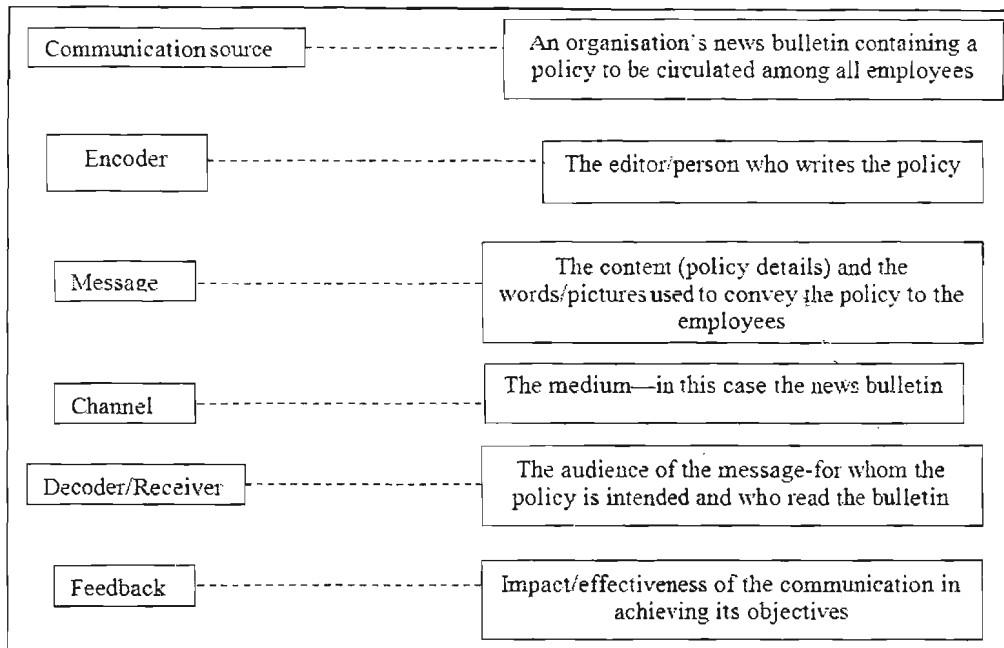 Communication source
An organisation's news bulletin containing a
policy to be circulated among all employees
Encoder
The editor/person who writes the policy
Message
The content (policy details) and the
words/pictures used to convey the policy to the
employees
Channel
The medium—in this case the news bulletin
Decoder/Receiver
The audience of the message-for whom the
policy is intended and who read the bulletin
Feedback
Impact/effectiveness of the communication in
achieving its objectives